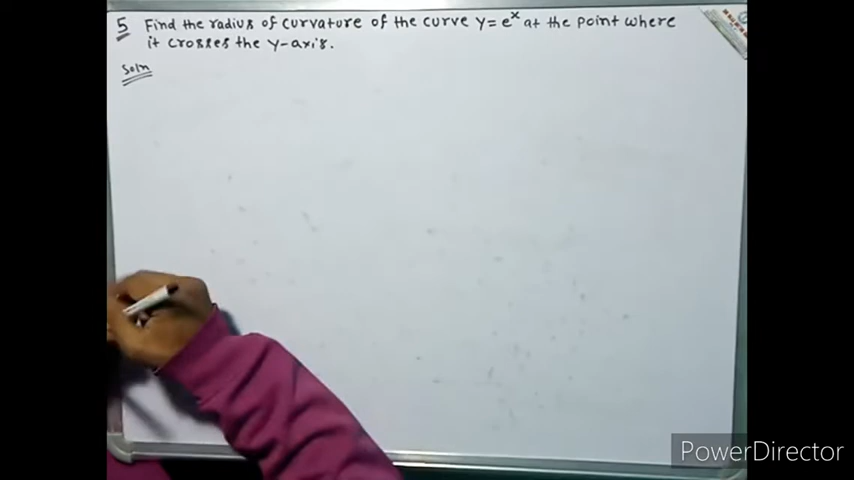 5 Find the radius of curvature of the curve y = e^x at the point where
it crosses the y-axis.
Soln
PowerDirector